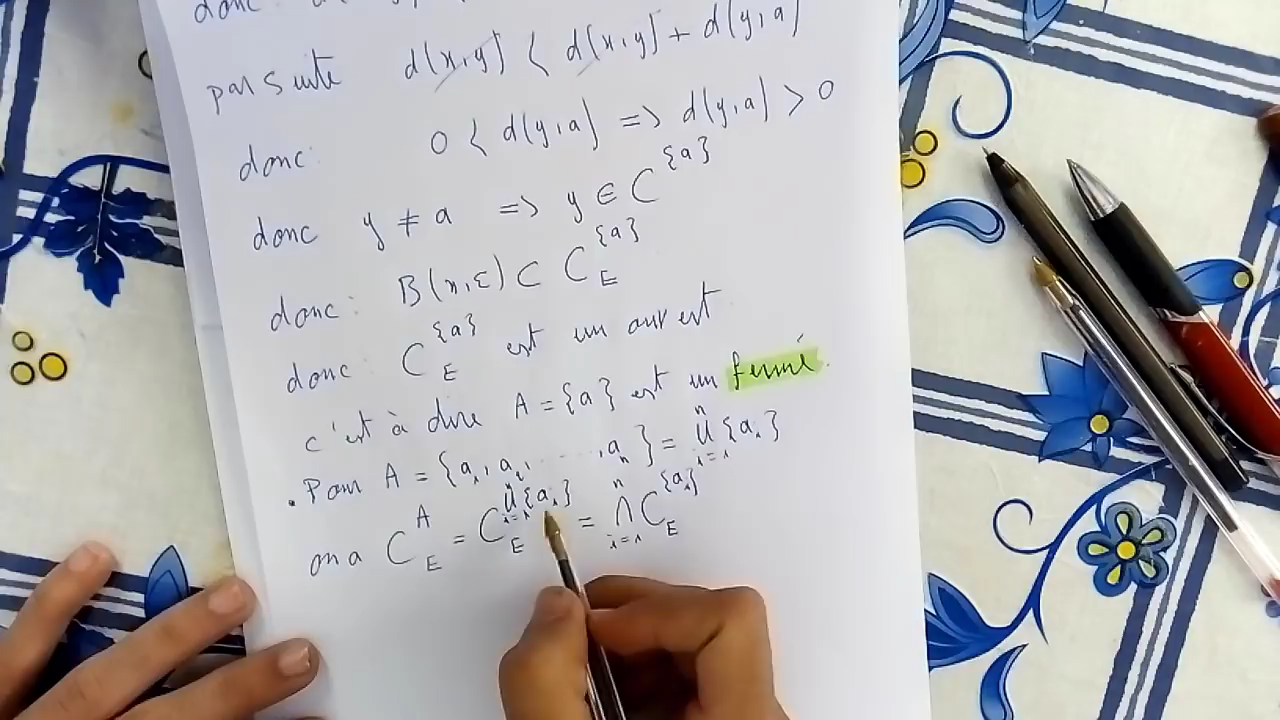 donc
par suite d(x,y) < d(x,y) + d(y,a)
donc: 0 < d(y,a) => d(y,a) > 0
donc y ≠ a => y ∈ C^{a}
donc: B(x,ε) ⊂ C_E^{a}
donc C_E^{a} est un ouvert
c'est à dire A = {a} est un fermé.
. Pour A = {a₁, a₂, ....., aₙ} = ⋃_{i=1}^{n} {aᵢ}
on a C_E^A = C_E^{⋃_{i=1}^{n} {aᵢ}} = ⋂_{i=1}^{n} C_E^{{aᵢ}}